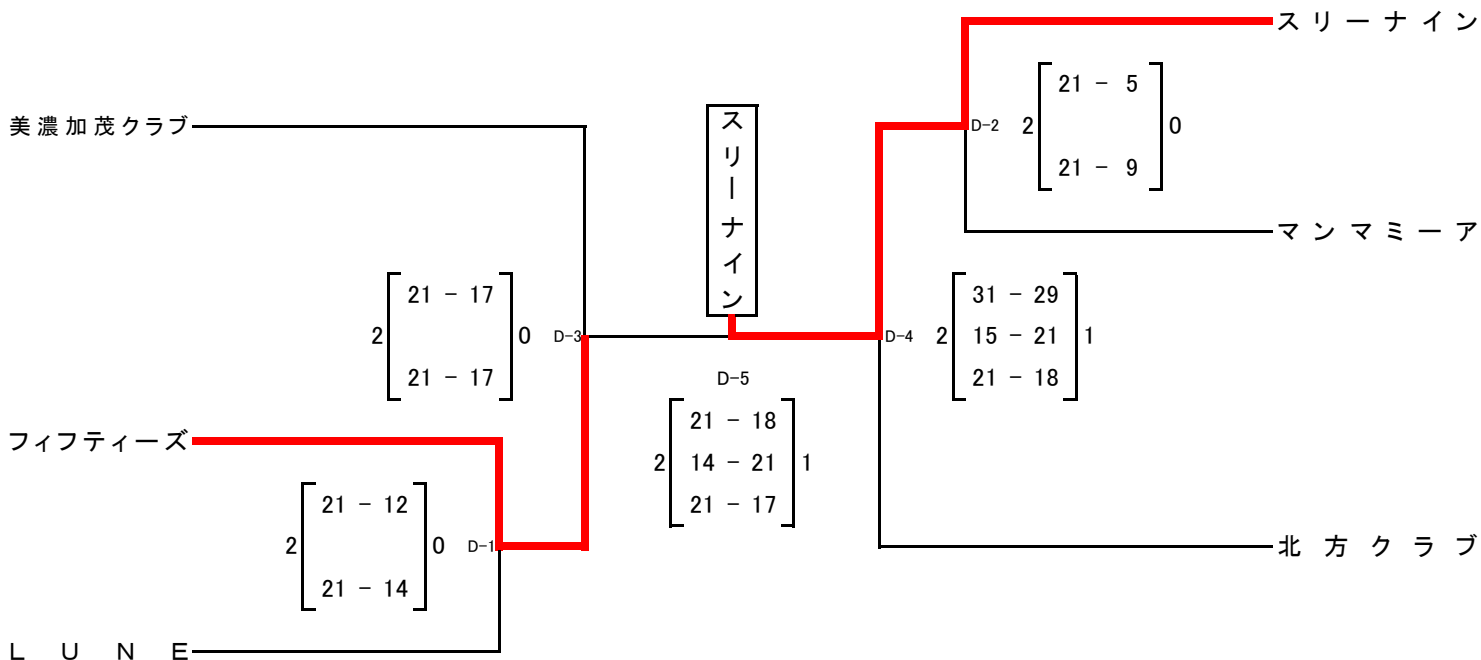 スリーナイン
21 - 5
D-2 2 0
21 - 9
美濃加茂クラブ
スリーナイン
マンマミーア
21 - 17
2 0 D-3
21 - 17
31 - 29
D-4 2 15 - 21 1
21 - 18
D-5
21 - 18
2 14 - 21 1
21 - 17
フィフティーズ
21 - 12
2 0 D-1
21 - 14
北方クラブ
ＬＵＮＥ